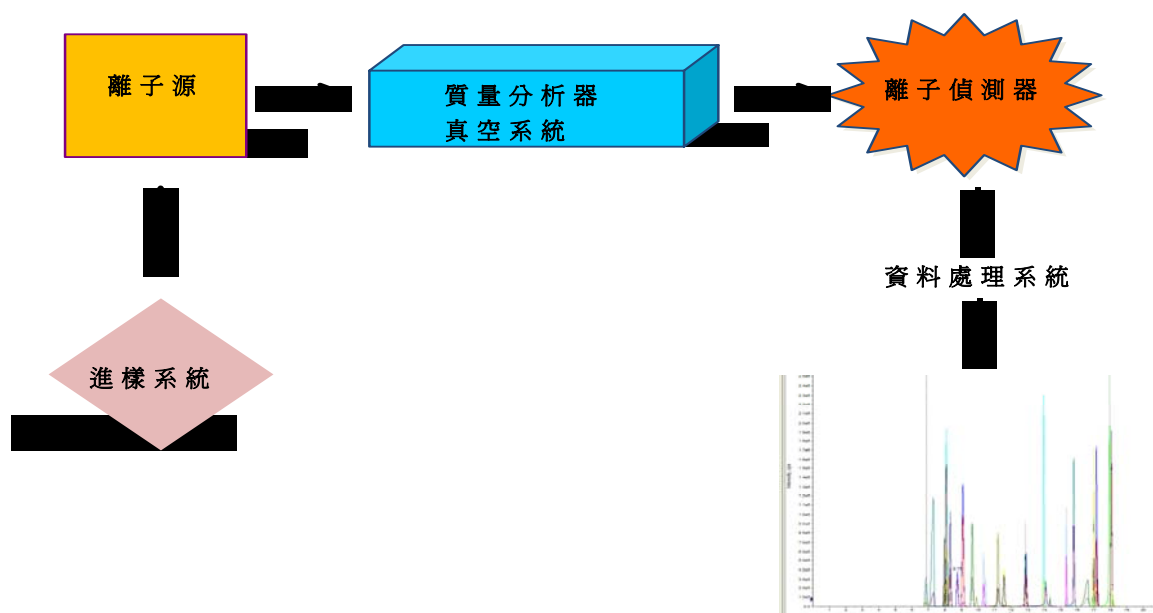 離子源
質量分析器
真空系統
離子偵測器
資料處理系統
進樣系統